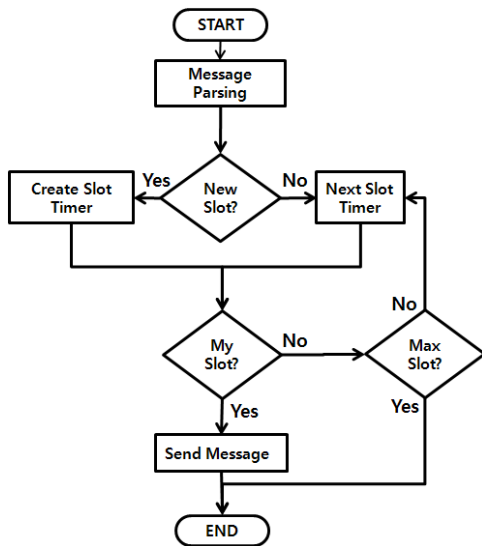 START
Message
Parsing
Yes
New
Slot?
No
Create Slot
Timer
Next Slot
Timer
No
My
Slot?
No
Max
Slot?
Yes
Yes
Send Message
END